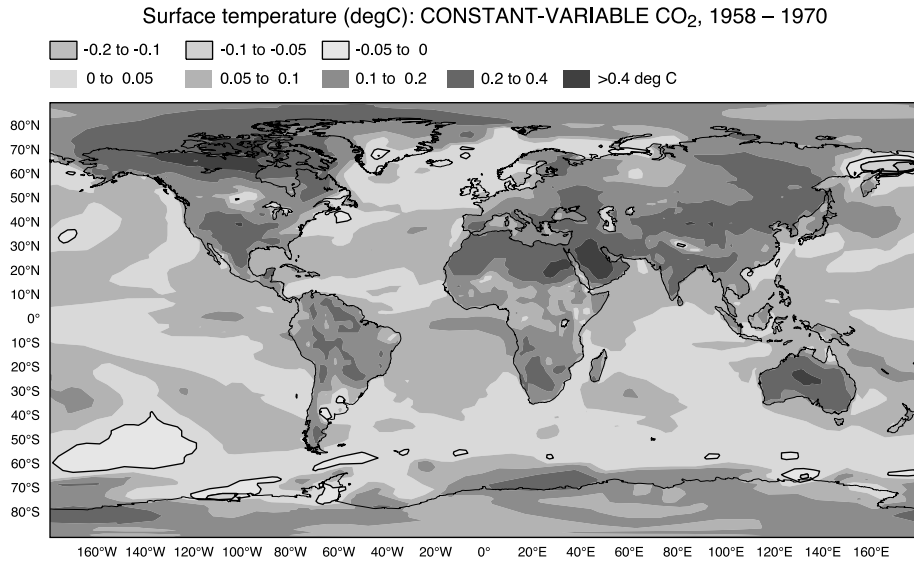 Surface temperature (degC): CONSTANT-VARIABLE CO₂, 1958 – 1970
-0.2 to -0.1 -0.1 to -0.05 -0.05 to 0
0 to 0.05 0.05 to 0.1 0.1 to 0.2 0.2 to 0.4 >0.4 deg C
80°N
70°N
60°N
50°N
40°N
30°N
20°N
10°N
0°
10°S
20°S
30°S
40°S
50°S
60°S
70°S
80°S
160°W 140°W 120°W 100°W 80°W 60°W 40°W 20°W 0° 20°E 40°E 60°E 80°E 100°E 120°E 140°E 160°E